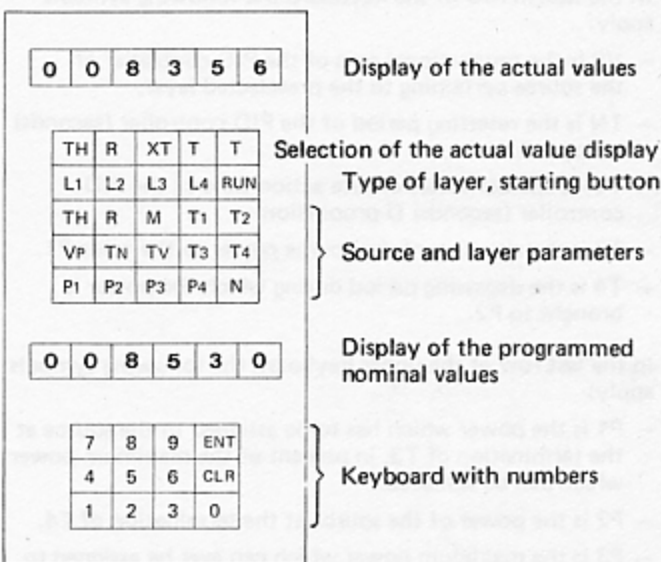 0 0 8 3 5 6 Display of the actual values
TH R XT T T Selection of the actual value display
L1 L2 L3 L4 RUN Type of layer, starting button
TH R M T1 T2
VP TN TV T3 T4 Source and layer parameters
P1 P2 P3 P4 N
0 0 8 5 3 0 Display of the programmed
nominal values
7 8 9 ENT
4 5 6 CLR Keyboard with numbers
1 2 3 0